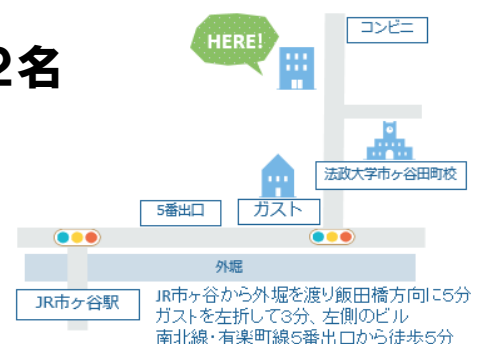 2名
HERE!
コンビニ
法政大学市ヶ谷田町校
5番出口
ガスト
外堀
JR市ヶ谷駅
JR市ヶ谷から外堀を渡り飯田橋方向に5分
ガストを左折して3分、左側のビル
南北線・有楽町線5番出口から徒歩5分